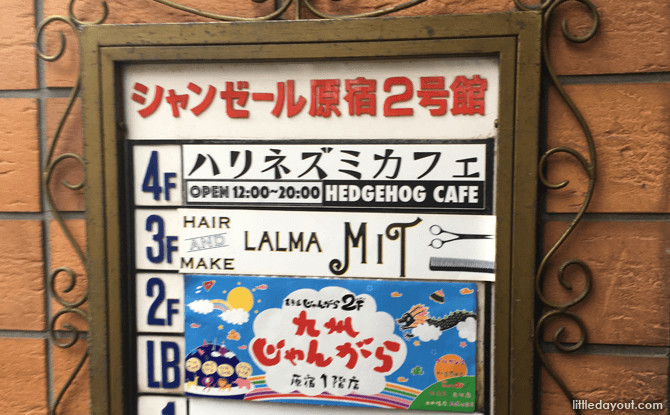 シャンゼール原宿2号館
4F
ハリネズミカフェ
OPEN 12:00~20:00 HEDGEHOG CAFE
3F
HAIR
AND
MAKE
LALMA MIT
2F
九州
じゃんがら
原宿1階店
LB
littledayout.com